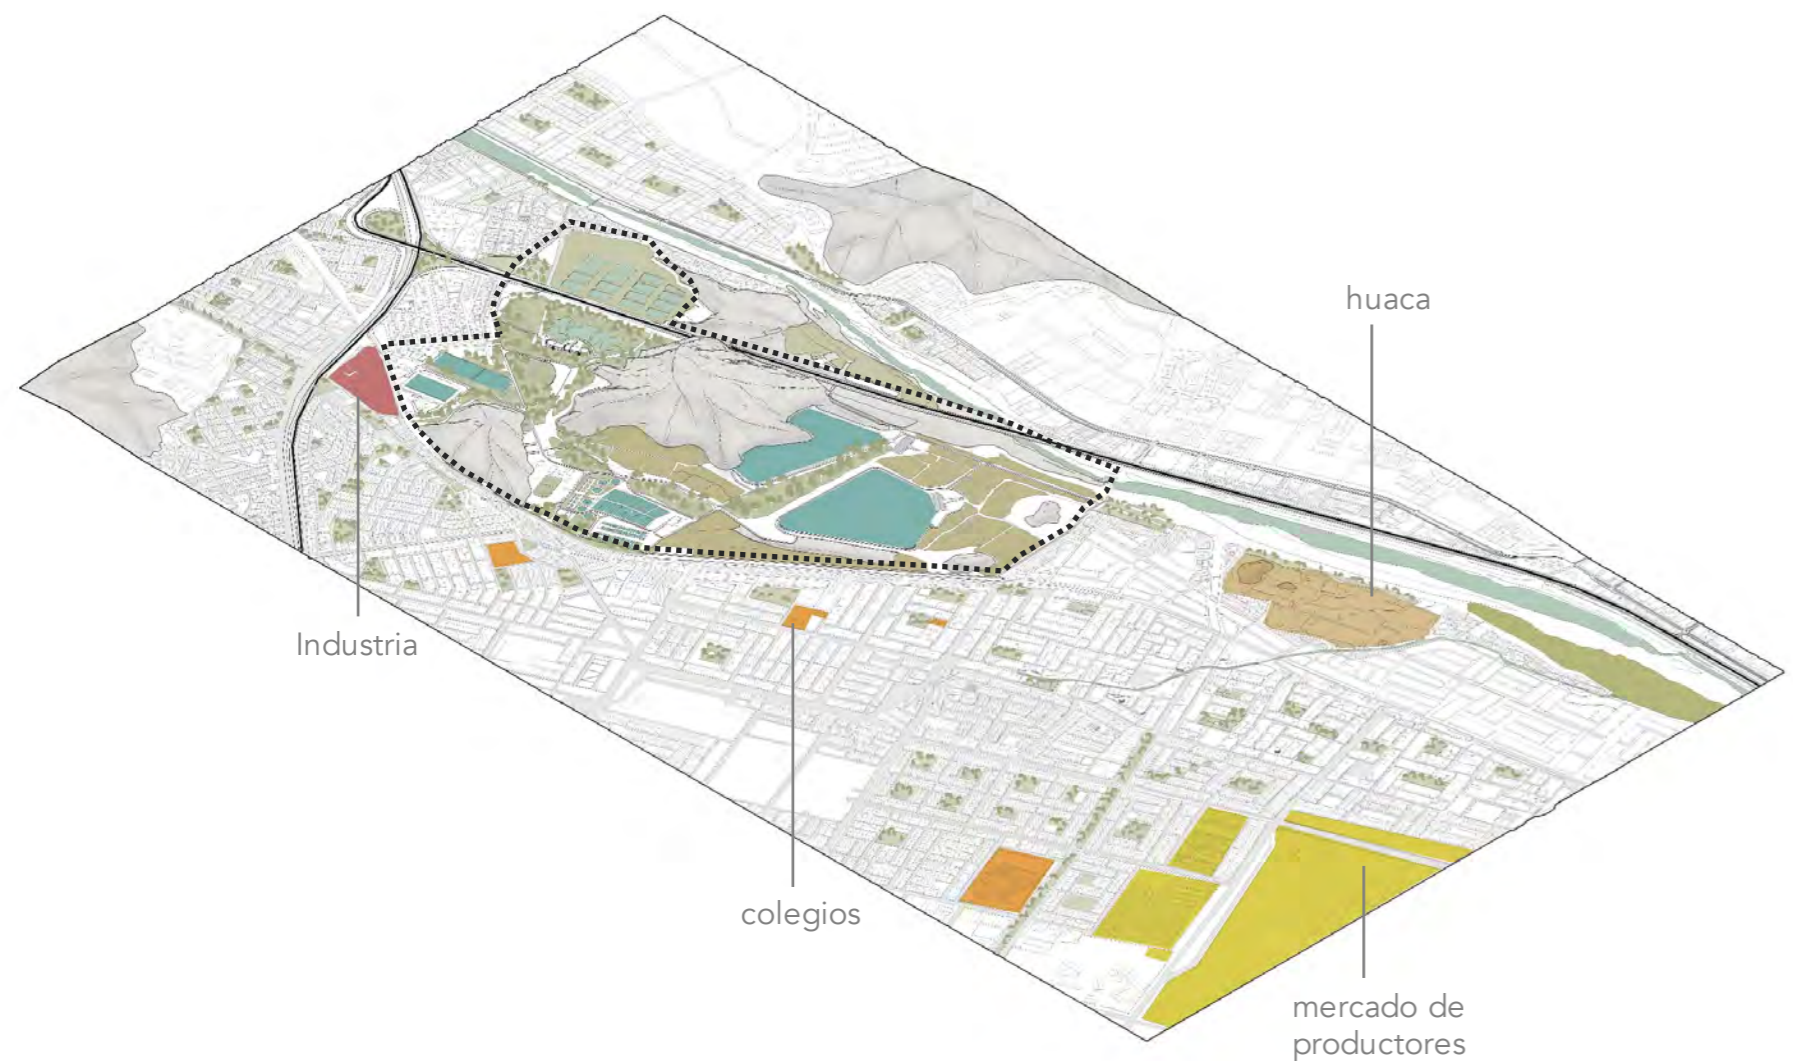 huaca
Industria
colegios
mercado de
productores